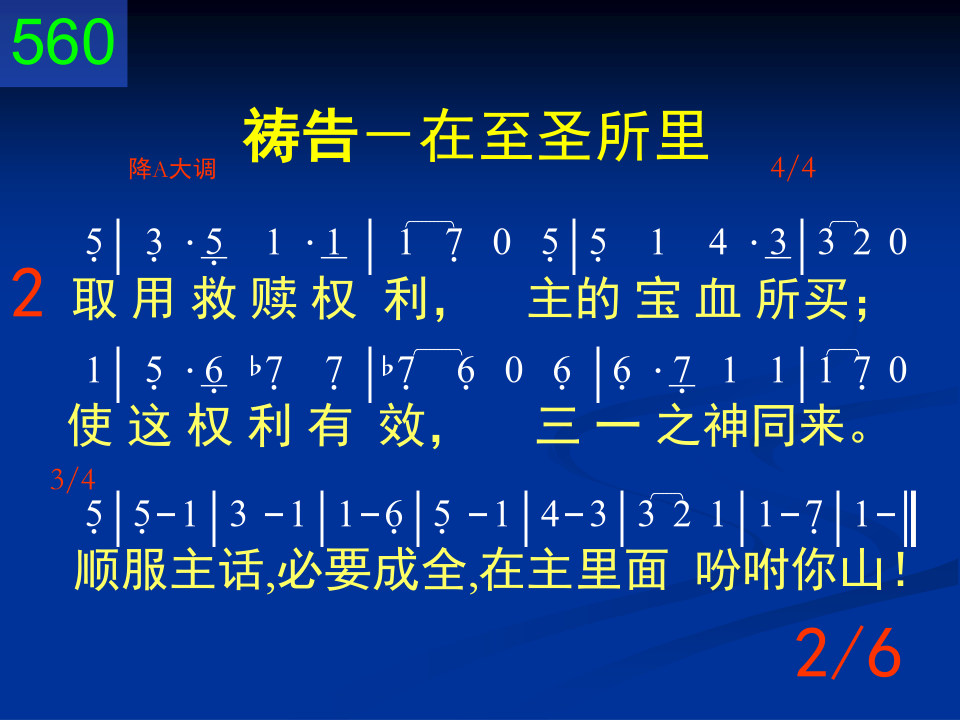 560
祷告－在至圣所里
降A大调 4/4
5̣ | 3̣ · 5̣ 1 · 1 | 1 7̣ 0 5̣ | 5̣ 1 4 · 3 | 3 2 0
2 取用救赎权利， 主的宝血所买；
1 | 5̣ · 6̣ ♭7̣ 7̣ | ♭7̣ 6̣ 0 6̣ | 6̣ · 7̣ 1 1 | 1 7̣ 0
使这权利有效， 三一之神同来。
3/4
5̣ | 5̣ － 1 | 3 － 1 | 1 － 6̣ | 5̣ － 1 | 4 － 3 | 3 2 1 | 1 － 7̣ | 1 － ‖
顺服主话,必要成全,在主里面 吩咐你山！
2/6